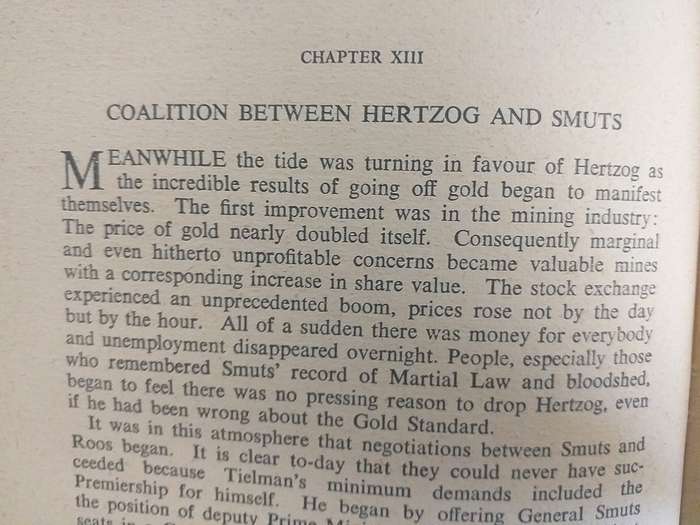 CHAPTER XIII
COALITION BETWEEN HERTZOG AND SMUTS
MEANWHILE the tide was turning in favour of Hertzog as
the incredible results of going off gold began to manifest
themselves. The first improvement was in the mining industry:
The price of gold nearly doubled itself. Consequently marginal
and even hitherto unprofitable concerns became valuable mines
with a corresponding increase in share value. The stock exchange
experienced an unprecedented boom, prices rose not by the day
but by the hour. All of a sudden there was money for everybody
and unemployment disappeared overnight. People, especially those
who remembered Smuts' record of Martial Law and bloodshed,
began to feel there was no pressing reason to drop Hertzog, even
if he had been wrong about the Gold Standard.
It was in this atmosphere that negotiations between Smuts and
Roos began. It is clear to-day that they could never have suc-
ceeded because Tielman's minimum demands included the
Premiership for himself. He began by offering General Smuts
the position of deputy Prime
seats in